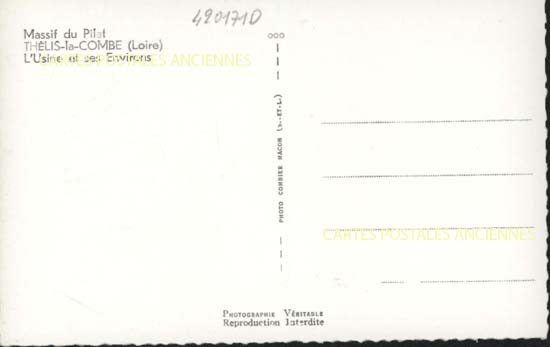 420171D
Massif du Pilat
THÉLIS-la-COMBE (Loire)
L'Usine et ses Environs
CARTES POSTALES ANCIENNES
PHOTO COMBIER MACON (S.-ET-L.)
CARTES POSTALES ANCIENNES
PHOTOGRAPHIE VÉRITABLE
Reproduction Interdite